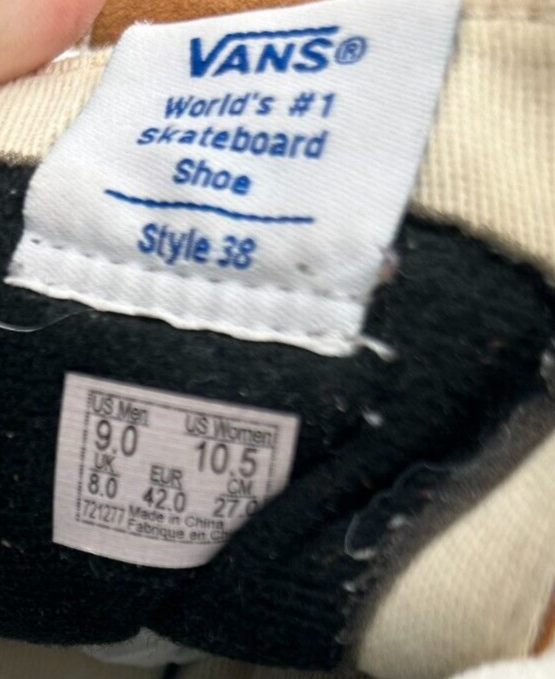 VANS®
World's #1
skateboard
Shoe
Style 38
US Men US Women
9.0 10.5
UK EUR CM
8.0 42.0 27.0
721277 Made in China
Fabrique en